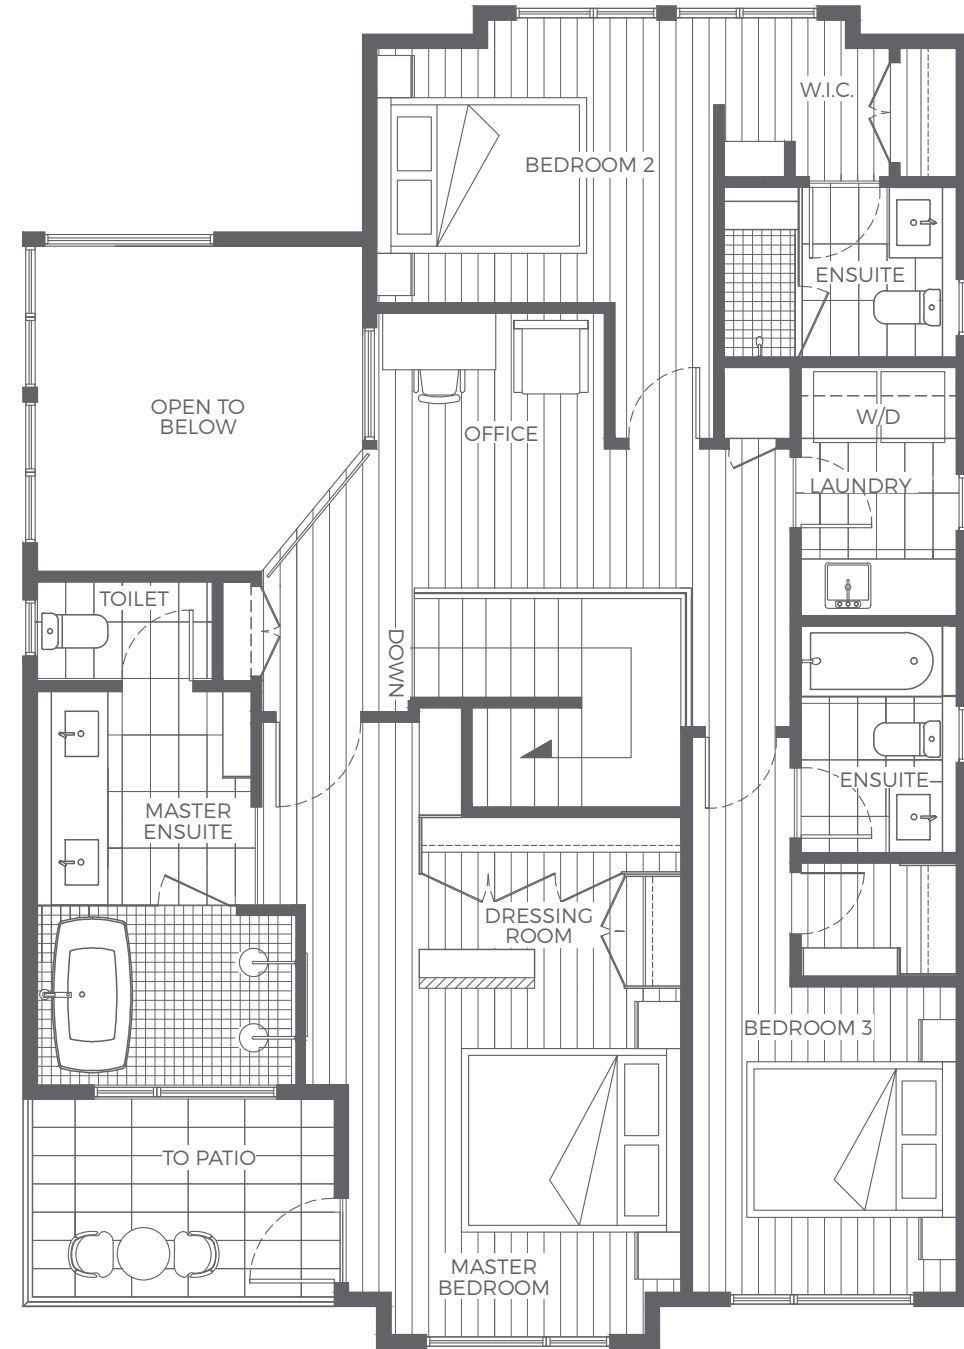 W.I.C.
BEDROOM 2
ENSUITE
OPEN TO
BELOW
W/D
OFFICE
LAUNDRY
TOILET
DOWN
ENSUITE
MASTER
ENSUITE
DRESSING
ROOM
BEDROOM 3
TO PATIO
MASTER
BEDROOM